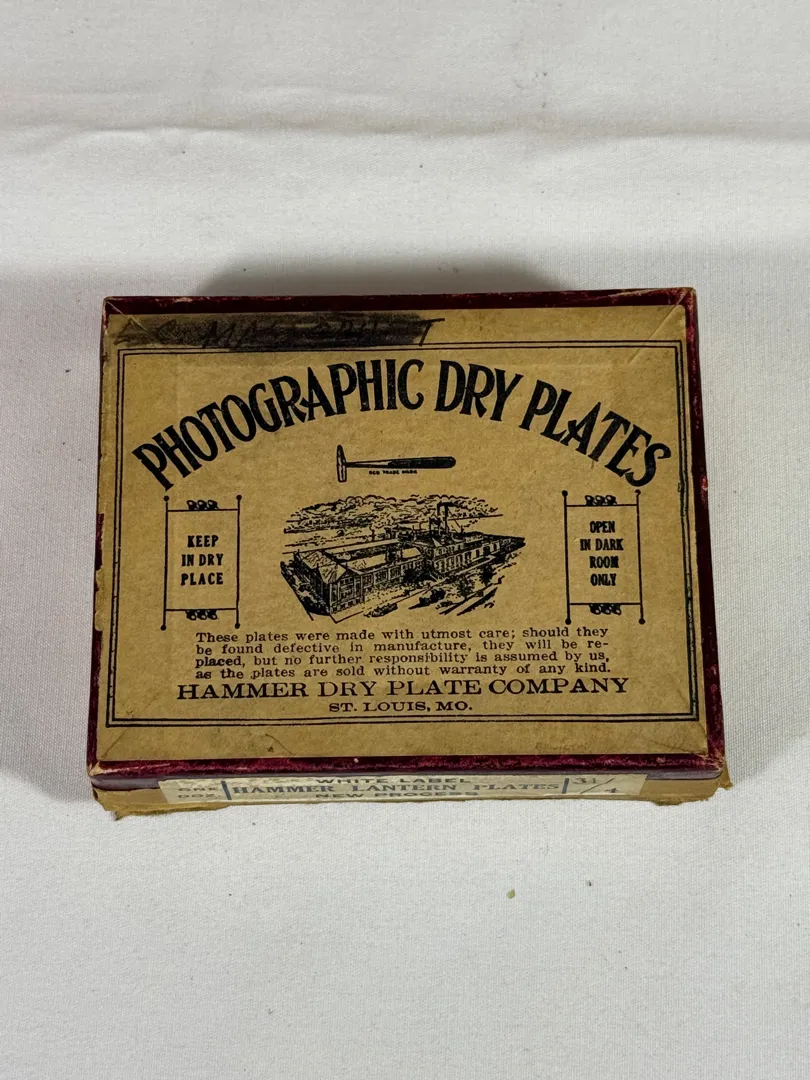 PHOTOGRAPHIC DRY PLATES
KEEP
IN DRY
PLACE
OPEN
IN DARK
ROOM
ONLY
These plates were made with utmost care; should they
be found defective in manufacture, they will be re-
placed, but no further responsibility is assumed by us,
as the plates are sold without warranty of any kind.
HAMMER DRY PLATE COMPANY
ST. LOUIS, MO.
WHITE LABEL
ONE
DOZ
HAMMER LANTERN PLATES
NEW PROCESS